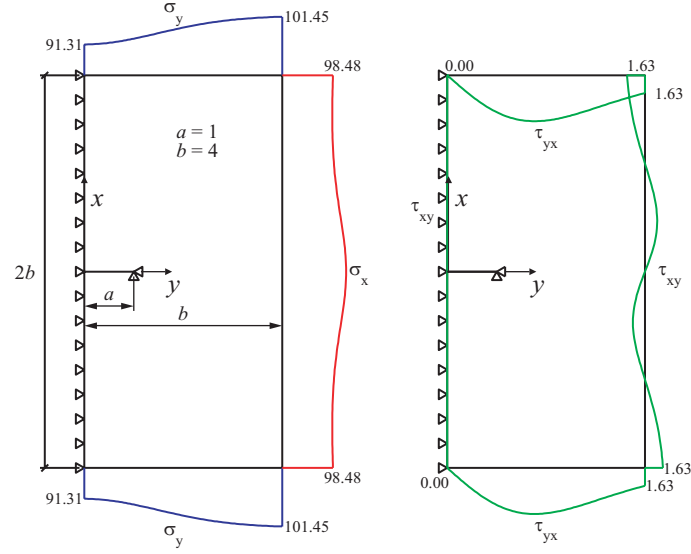 σy
91.31
101.45
98.48
0.00
1.63
1.63
a = 1
b = 4
τyx
x
x
τxy
2b
σx
τxy
a
y
y
b
98.48
1.63
91.31
0.00
1.63
101.45
σy
τyx